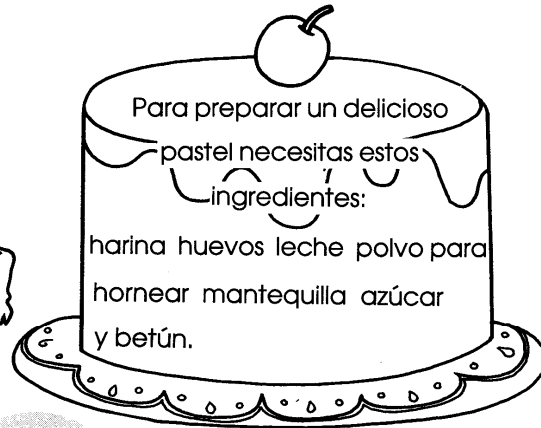 Para preparar un delicioso
pastel necesitas estos
ingredientes:
harina huevos leche polvo para
hornear mantequilla azúcar
y betún.